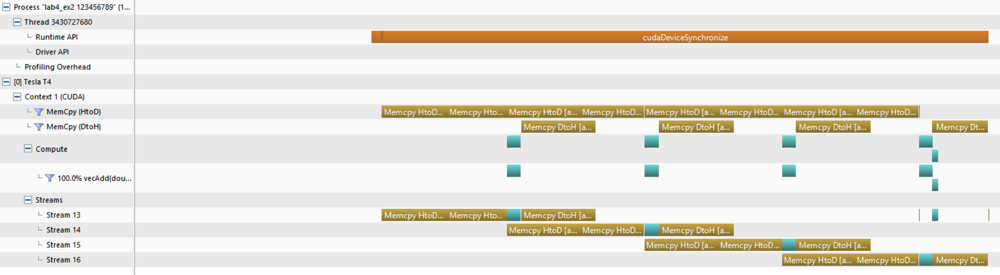 Process "lab4_ex2 123456789" (1...
Thread 3430727680
Runtime API
cudaDeviceSynchronize
Driver API
Profiling Overhead
[0] Tesla T4
Context 1 (CUDA)
MemCpy (HtoD)
Memcpy HtoD... Memcpy Hto... Memcpy HtoD [a... Memcpy HtoD... Memcpy HtoD [a... Memcpy HtoD... Memcpy HtoD [a... Memcpy HtoD...
MemCpy (DtoH)
Memcpy DtoH [a... Memcpy DtoH [a... Memcpy DtoH [a... Memcpy Dt...
Compute
100.0% vecAdd(dou...
Streams
Stream 13
Memcpy HtoD... Memcpy Hto... Memcpy DtoH [a...
Stream 14
Memcpy HtoD [a... Memcpy HtoD... Memcpy DtoH [a...
Stream 15
Memcpy HtoD [a... Memcpy HtoD... Memcpy DtoH [a...
Stream 16
Memcpy HtoD [a... Memcpy HtoD... Memcpy Dt...